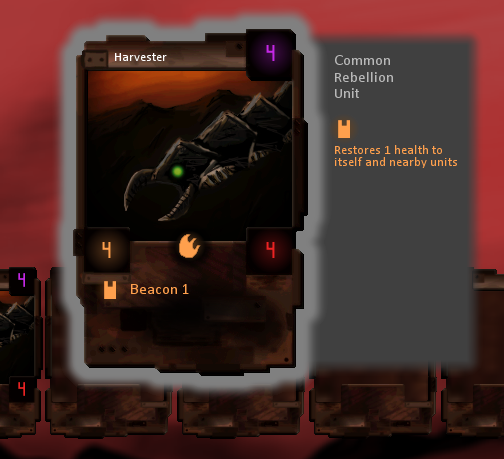 Harvester
4
4
4
Beacon 1
Common
Rebellion
Unit
Restores 1 health to
itself and nearby units
4
4